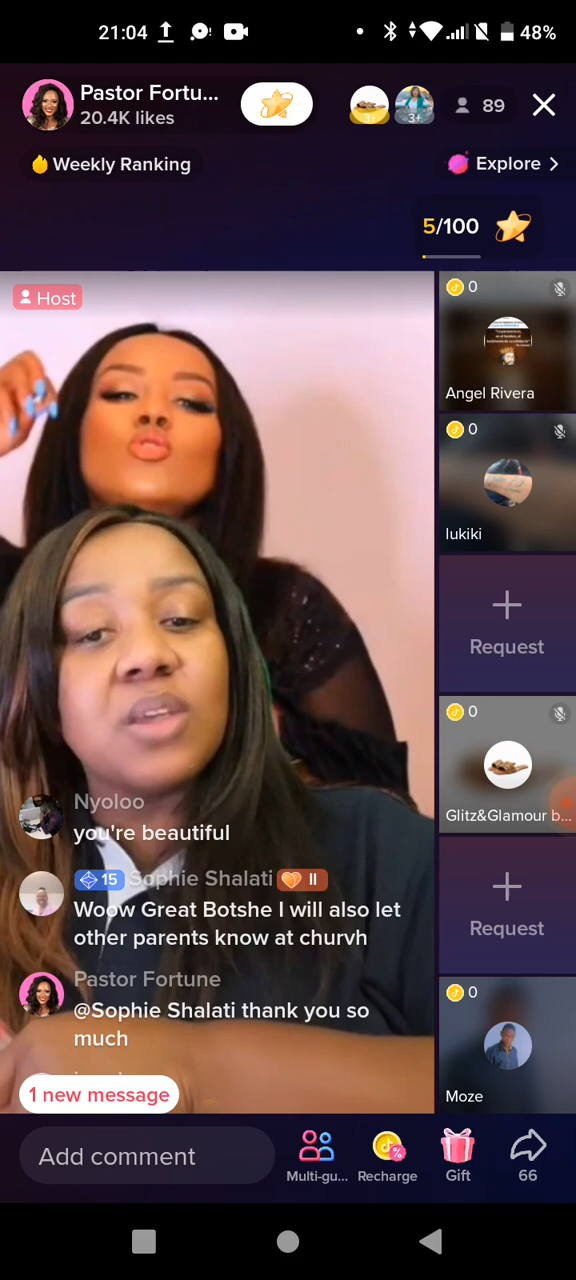 21:04
48%
Pastor Fortu...
20.4K likes
3+
3+
89
Weekly Ranking
Explore >
5/100
Host
0
Angel Rivera
0
lukiki
Request
0
Glitz&Glamour b...
Request
0
Moze
Nyoloo
you're beautiful
15 Sophie Shalati II
Woow Great Botshe I will also let
other parents know at churvh
Pastor Fortune
@Sophie Shalati thank you so
much
1 new message
Add comment
Multi-gu...
Recharge
Gift
66